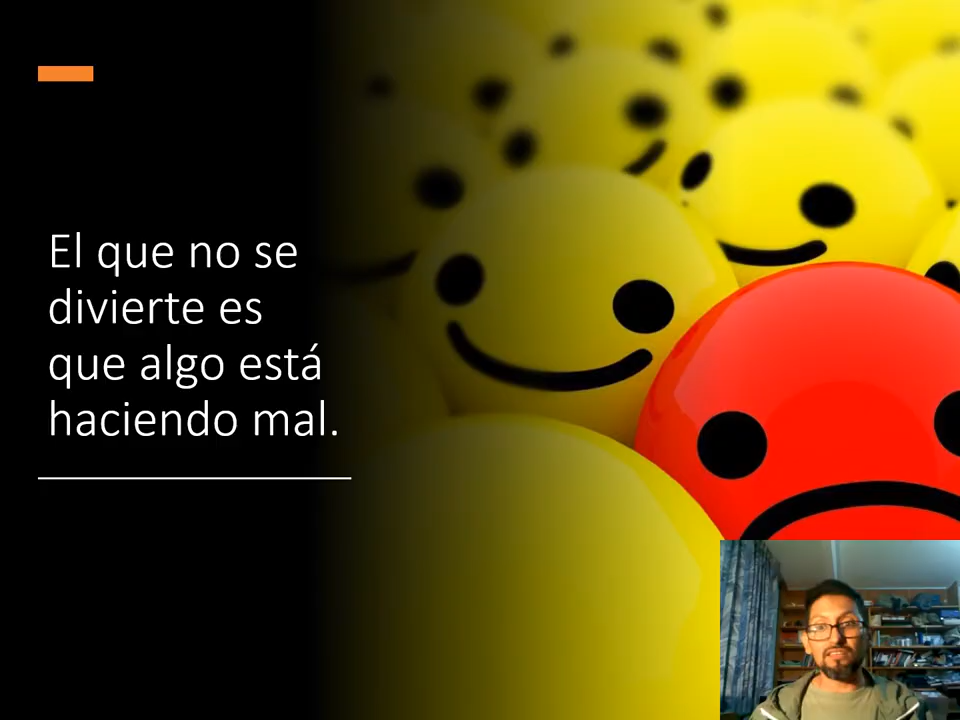 El que no se
divierte es
que algo está
haciendo mal.